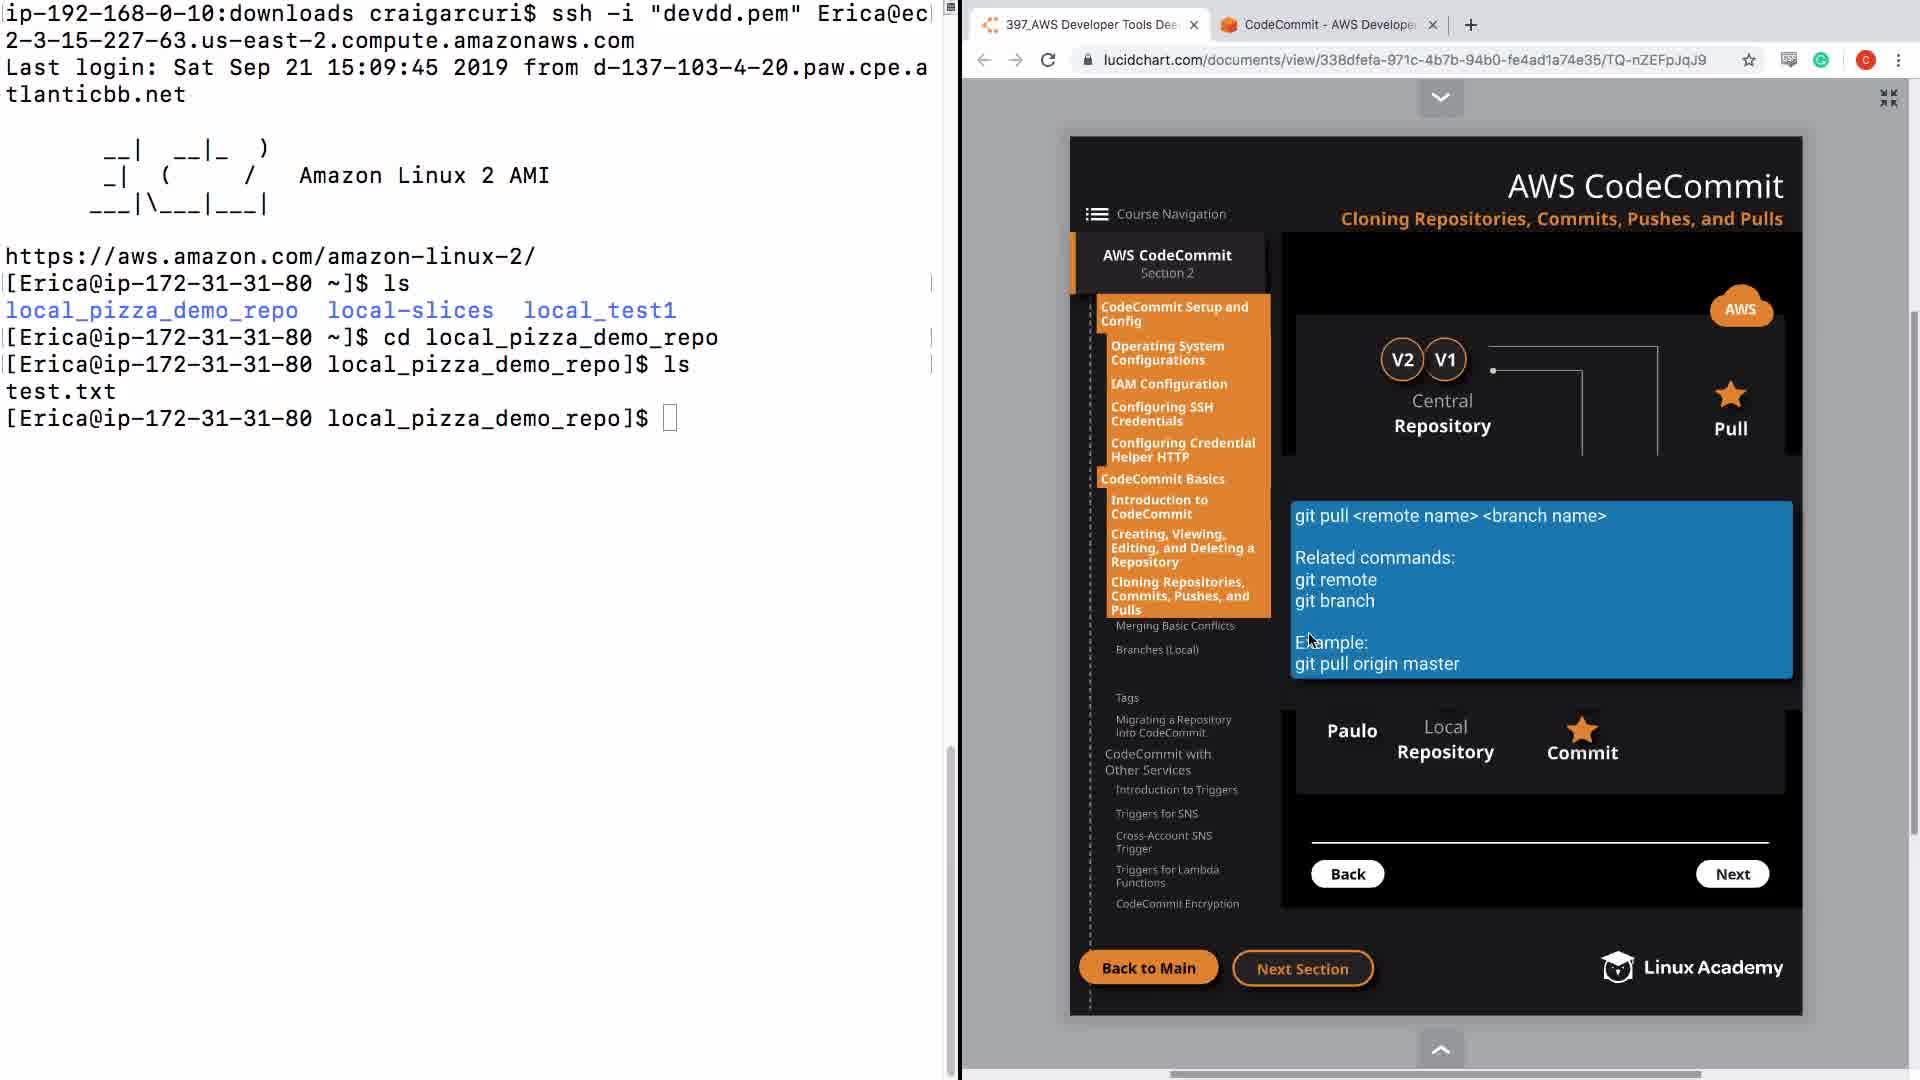 ip-192-168-0-10:downloads craigarcuri$ ssh -i "devdd.pem" Erica@ec
2-3-15-227-63.us-east-2.compute.amazonaws.com
Last login: Sat Sep 21 15:09:45 2019 from d-137-103-4-20.paw.cpe.a
tlanticbb.net
__|  __|_  )
_|  (     /   Amazon Linux 2 AMI
___|\___|___|
https://aws.amazon.com/amazon-linux-2/
[Erica@ip-172-31-31-80 ~]$ ls
local_pizza_demo_repo  local-slices  local_test1
[Erica@ip-172-31-31-80 ~]$ cd local_pizza_demo_repo
[Erica@ip-172-31-31-80 local_pizza_demo_repo]$ ls
test.txt
[Erica@ip-172-31-31-80 local_pizza_demo_repo]$
397_AWS Developer Tools Dee
CodeCommit - AWS Developer
lucidchart.com/documents/view/338dfefa-971c-4b7b-94b0-fe4ad1a74e35/TQ-nZEFpJqJ9
C
AWS CodeCommit
Cloning Repositories, Commits, Pushes, and Pulls
Course Navigation
AWS CodeCommit
Section 2
CodeCommit Setup and
Config
Operating System
Configurations
IAM Configuration
Configuring SSH
Credentials
Configuring Credential
Helper HTTP
CodeCommit Basics
Introduction to
CodeCommit
Creating, Viewing,
Editing, and Deleting a
Repository
Cloning Repositories,
Commits, Pushes, and
Pulls
Merging Basic Conflicts
Branches (Local)
Tags
Migrating a Repository
Into CodeCommit
CodeCommit with
Other Services
Introduction to Triggers
Triggers for SNS
Cross-Account SNS
Trigger
Triggers for Lambda
Functions
CodeCommit Encryption
AWS
V2 V1
Central
Repository
Pull
git pull <remote name> <branch name>
Related commands:
git remote
git branch
Example:
git pull origin master
Paulo
Local
Repository
Commit
Back
Next
Back to Main
Next Section
Linux Academy